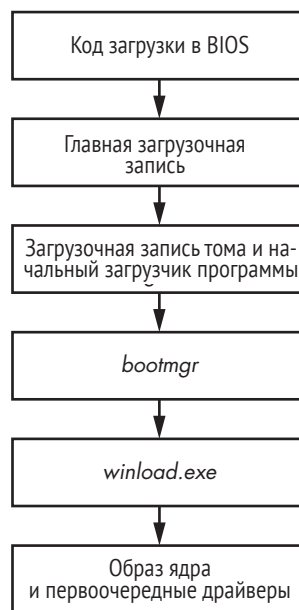 Код загрузки в BIOS
Главная загрузочная
запись
Загрузочная запись тома и на-
чальный загрузчик программы
bootmgr
winload.exe
Образ ядра
и первоочередные драйверы